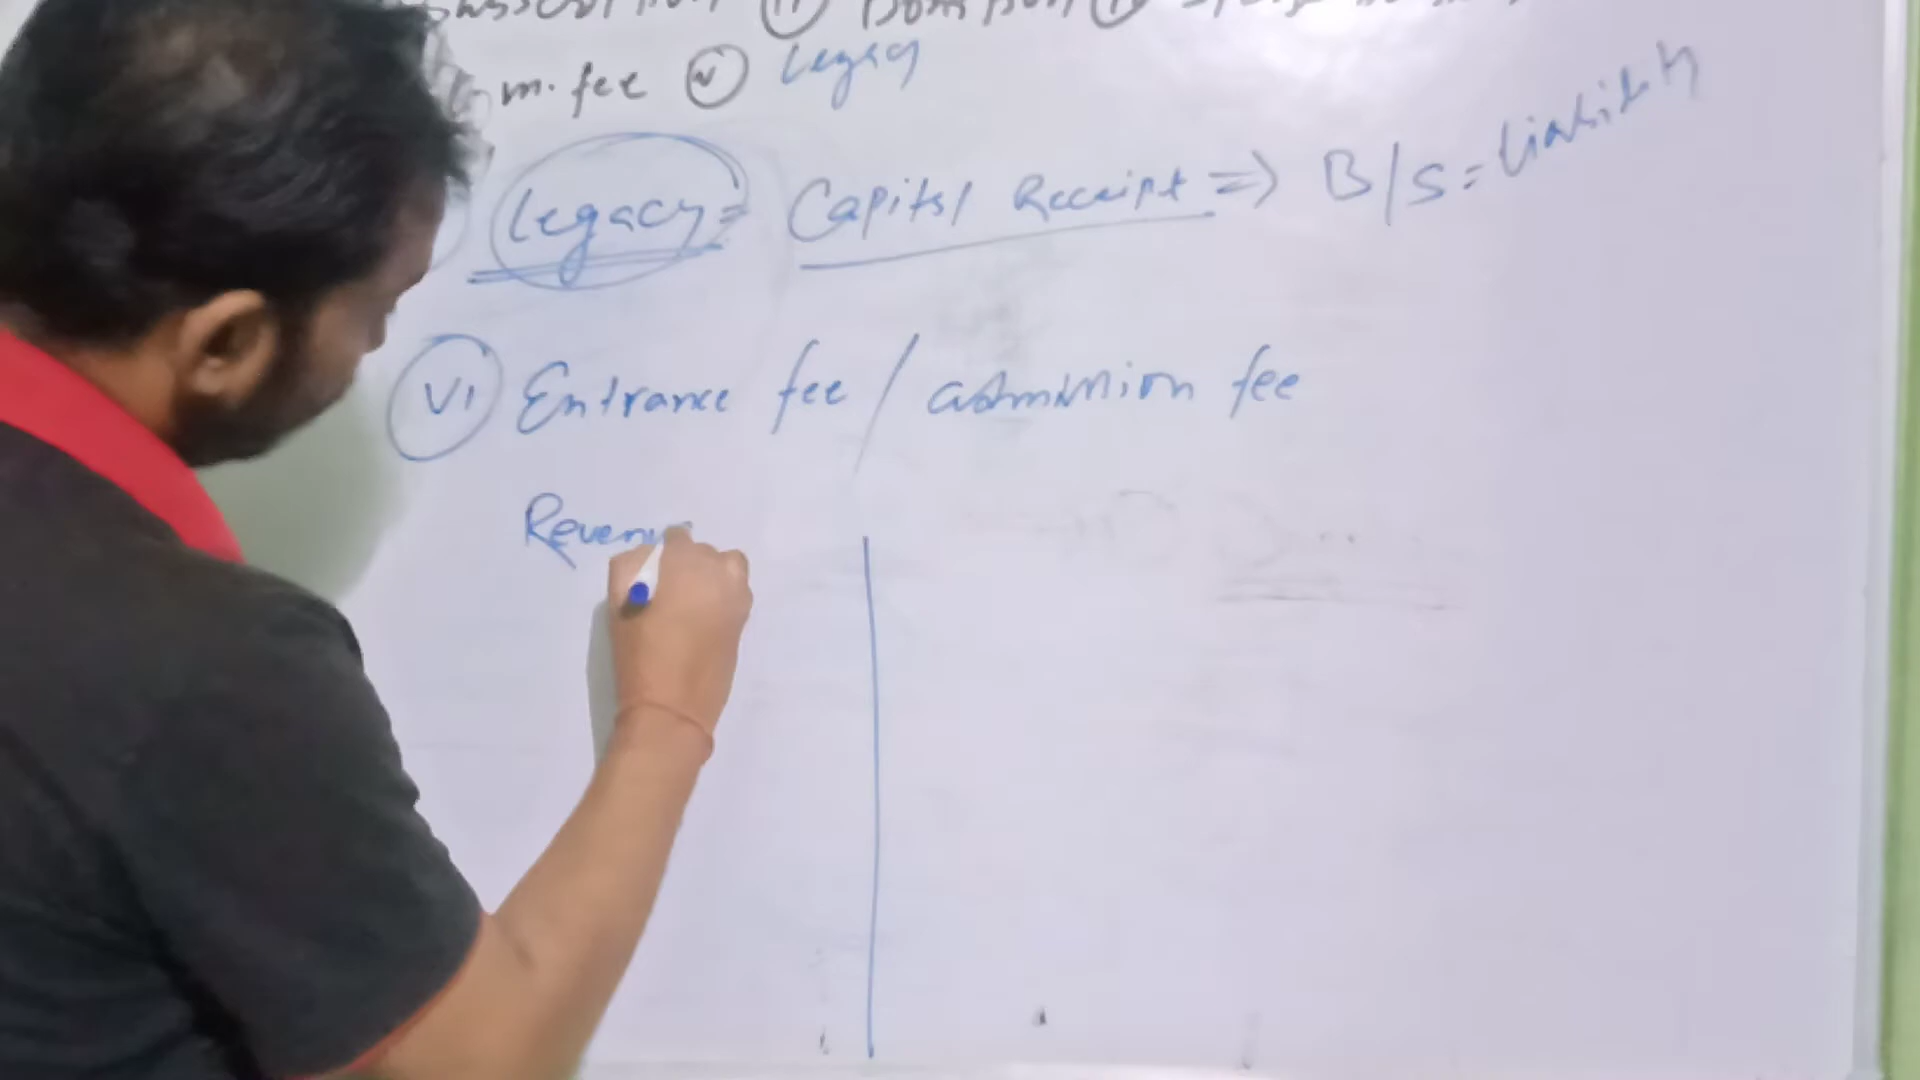 (V) Legacy
m. fee
Legacy = Capital Receipt => B/S = Liability
(VI) Entrance fee / admission fee
Reven